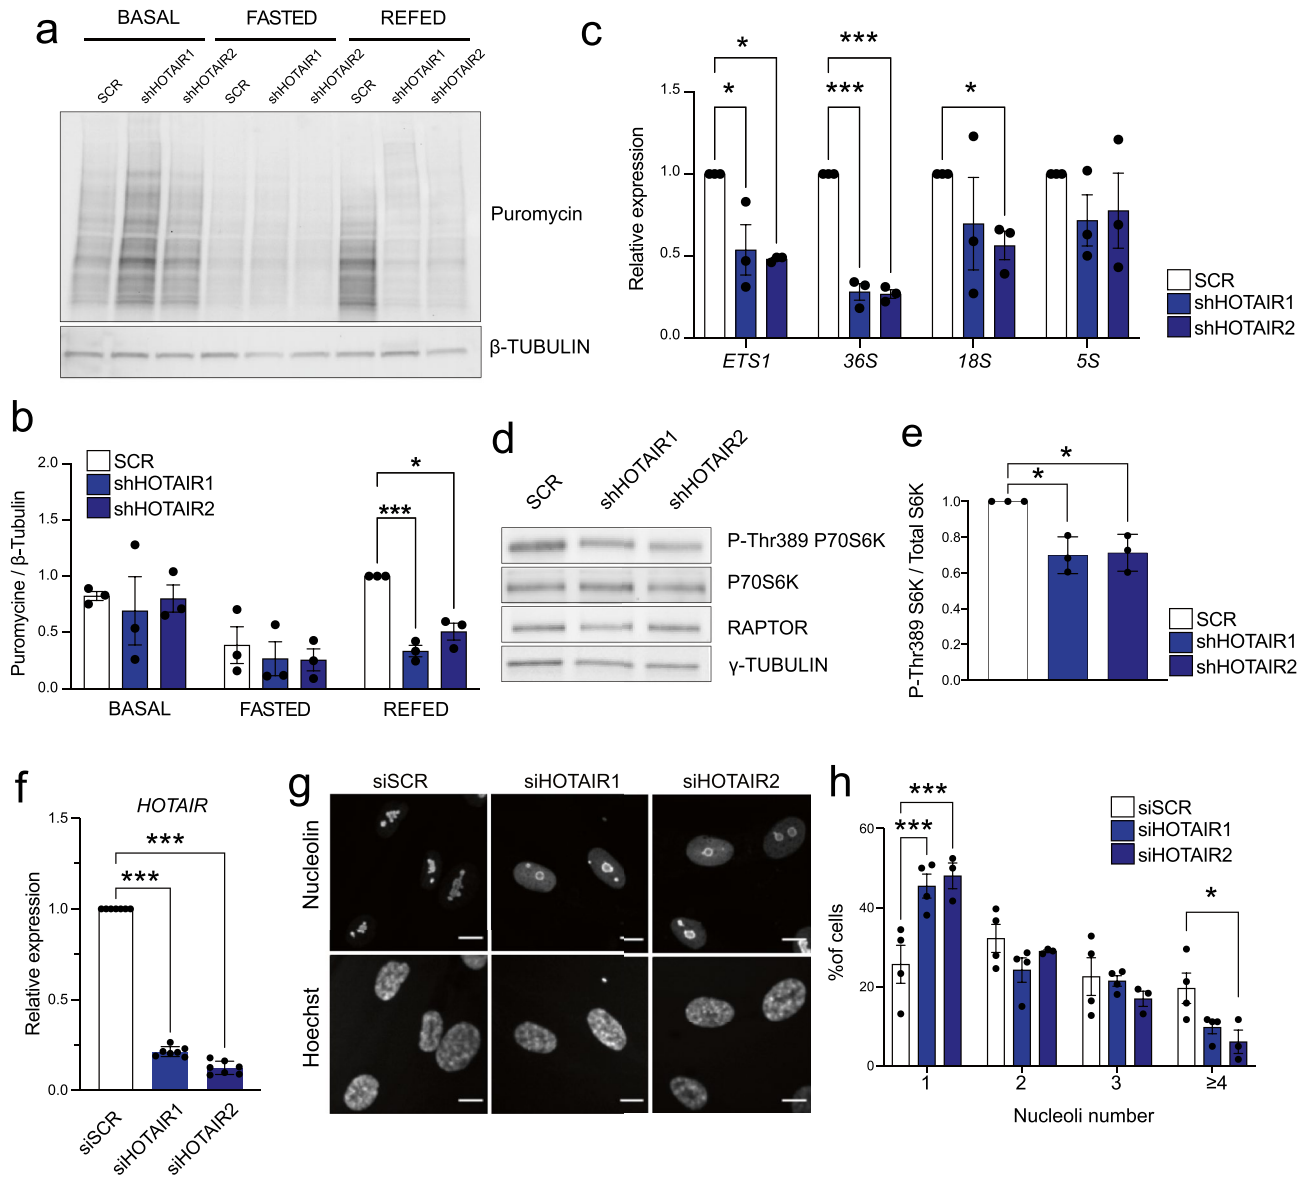 a
BASAL FASTED REFED
SCR shHOTAIR1 shHOTAIR2 SCR shHOTAIR1 shHOTAIR2 SCR shHOTAIR1 shHOTAIR2
Puromycin
β-TUBULIN
b
Puromycine / β-Tubulin
2.0
1.5
1.0
0.5
0.0
SCR
shHOTAIR1
shHOTAIR2
***
*
BASAL FASTED REFED
c
Relative expression
1.5
1.0
0.5
0.0
*
*
***
***
*
ETS1 36S 18S 5S
SCR
shHOTAIR1
shHOTAIR2
d
SCR shHOTAIR1 shHOTAIR2
P-Thr389 P70S6K
P70S6K
RAPTOR
γ-TUBULIN
e
P-Thr389 S6K / Total S6K
1.0
0.8
0.6
0.4
0.2
0.0
*
*
SCR
shHOTAIR1
shHOTAIR2
f
HOTAIR
Relative expression
1.5
1.0
0.5
0.0
***
***
siSCR siHOTAIR1 siHOTAIR2
g
siSCR siHOTAIR1 siHOTAIR2
Nucleolin
Hoechst
h
%of cells
60
40
20
0
***
***
*
siSCR
siHOTAIR1
siHOTAIR2
1 2 3 ≥4
Nucleoli number